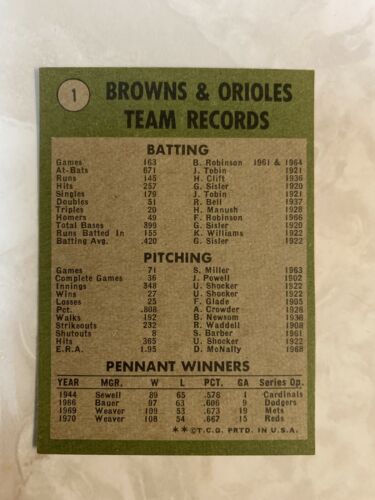 1
BROWNS & ORIOLES
TEAM RECORDS
BATTING
Games 163 B. Robinson 1961 & 1964
At-Bats 671 J. Tobin 1921
Runs 145 H. Clift 1936
Hits 257 G. Sisler 1920
Singles 179 J. Tobin 1921
Doubles 51 R. Bell 1937
Triples 20 H. Manush 1928
Homers 49 F. Robinson 1966
Total Bases 399 G. Sisler 1920
Runs Batted In 155 K. Williams 1922
Batting Avg. .420 G. Sisler 1922
PITCHING
Games 71 S. Miller 1963
Complete Games 36 J. Powell 1902
Innings 348 U. Shocker 1922
Wins 27 U. Shocker 1922
Losses 25 F. Glade 1905
Pct. .808 A. Crowder 1928
Walks 192 B. Newsom 1938
Strikeouts 232 R. Waddell 1908
Shutouts 8 S. Barber 1961
Hits 365 U. Shocker 1922
E.R.A. 1.95 D. McNally 1968
PENNANT WINNERS
YEAR MGR. W L PCT. GA Series Op.
1944 Sewell 89 65 .578 1 Cardinals
1966 Bauer 97 63 .606 9 Dodgers
1969 Weaver 109 53 .673 19 Mets
1970 Weaver 108 54 .667 15 Reds
**©T.C.G. PRTD. IN U.S.A.